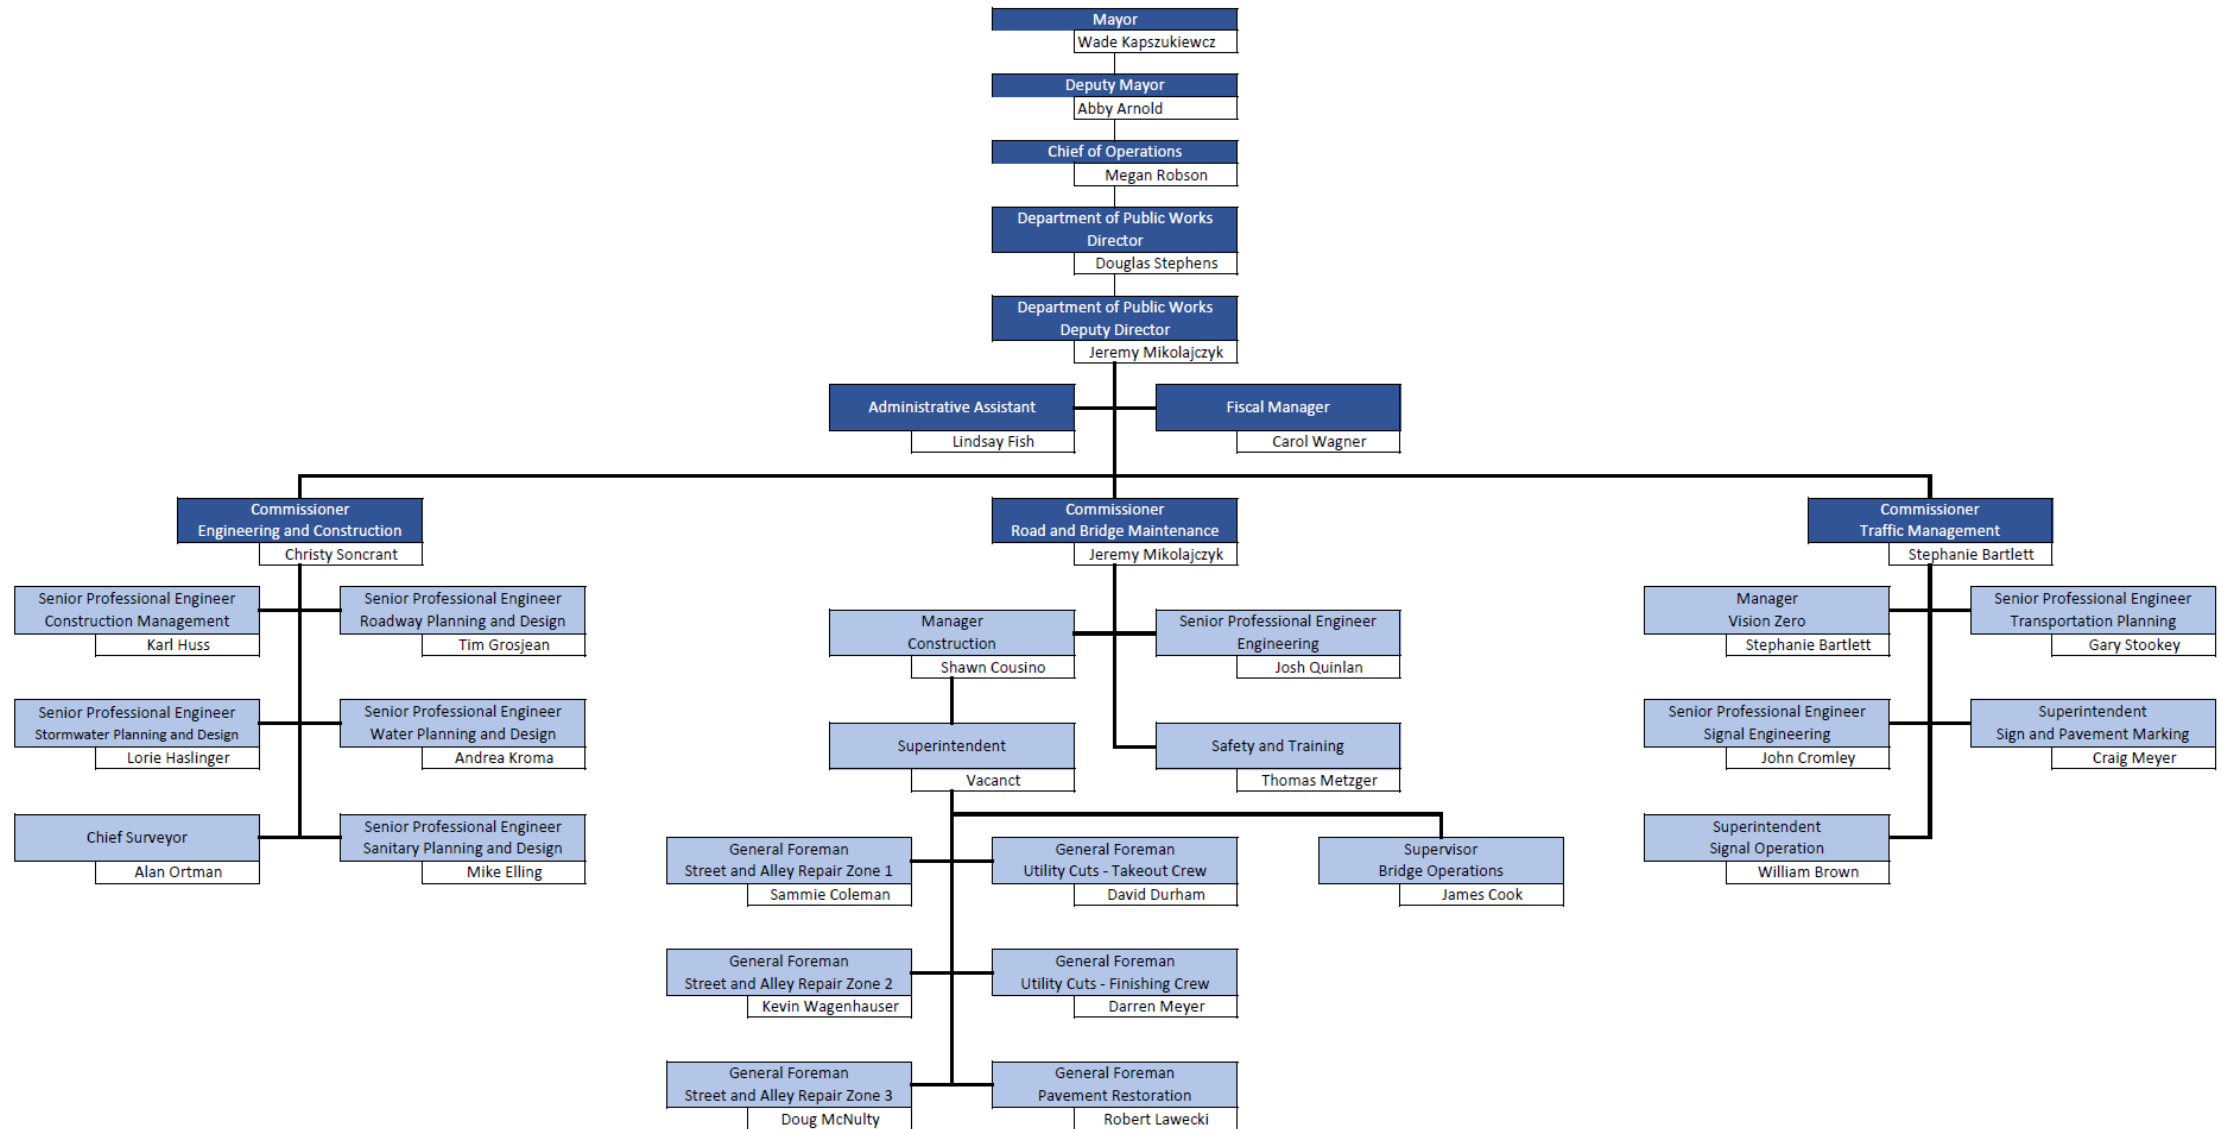 Mayor
Wade Kapszukiewcz
Deputy Mayor
Abby Arnold
Chief of Operations
Megan Robson
Department of Public Works
Director
Douglas Stephens
Department of Public Works
Deputy Director
Jeremy Mikolajczyk
Administrative Assistant
Lindsay Fish
Fiscal Manager
Carol Wagner
Commissioner
Engineering and Construction
Christy Soncrant
Senior Professional Engineer
Construction Management
Karl Huss
Senior Professional Engineer
Roadway Planning and Design
Tim Grosjean
Senior Professional Engineer
Stormwater Planning and Design
Lorie Haslinger
Senior Professional Engineer
Water Planning and Design
Andrea Kroma
Chief Surveyor
Alan Ortman
Senior Professional Engineer
Sanitary Planning and Design
Mike Elling
Commissioner
Road and Bridge Maintenance
Jeremy Mikolajczyk
Manager
Construction
Shawn Cousino
Senior Professional Engineer
Engineering
Josh Quinlan
Superintendent
Vacanct
Safety and Training
Thomas Metzger
General Foreman
Street and Alley Repair Zone 1
Sammie Coleman
General Foreman
Utility Cuts - Takeout Crew
David Durham
Supervisor
Bridge Operations
James Cook
General Foreman
Street and Alley Repair Zone 2
Kevin Wagenhauser
General Foreman
Utility Cuts - Finishing Crew
Darren Meyer
General Foreman
Street and Alley Repair Zone 3
Doug McNulty
General Foreman
Pavement Restoration
Robert Lawecki
Commissioner
Traffic Management
Stephanie Bartlett
Manager
Vision Zero
Stephanie Bartlett
Senior Professional Engineer
Transportation Planning
Gary Stookey
Senior Professional Engineer
Signal Engineering
John Cromley
Superintendent
Sign and Pavement Marking
Craig Meyer
Superintendent
Signal Operation
William Brown